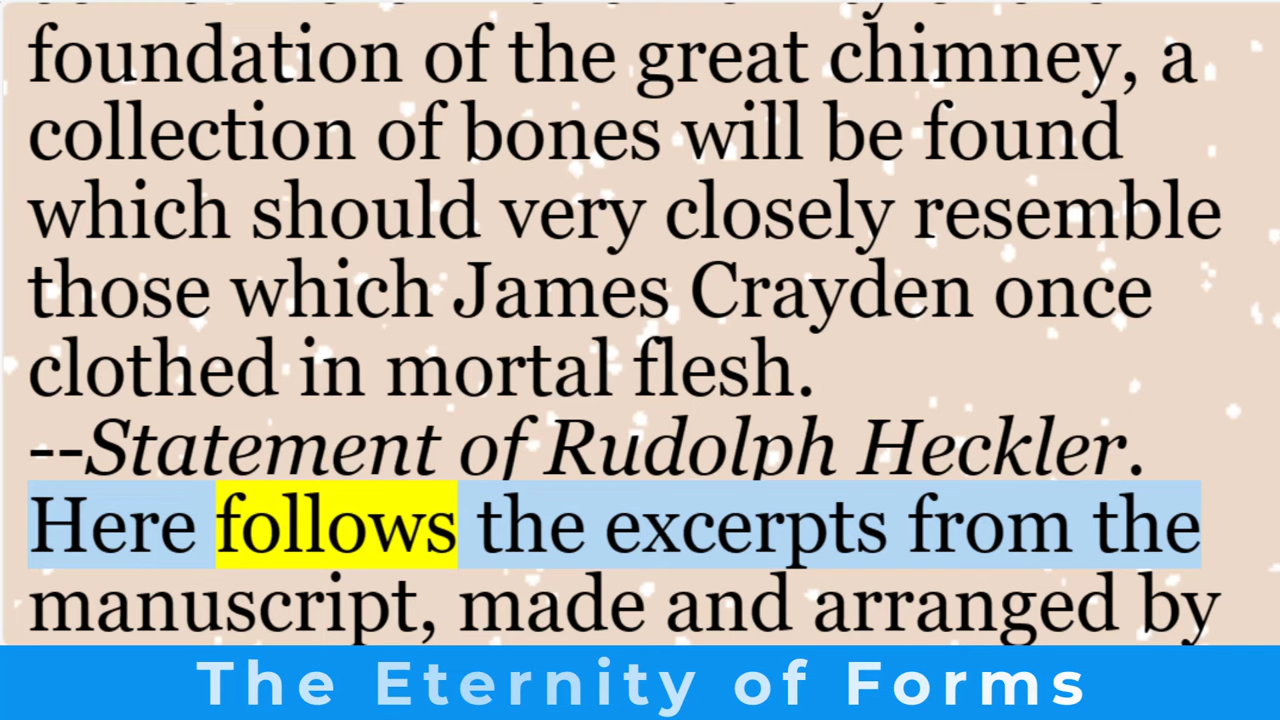 foundation of the great chimney, a
collection of bones will be found
which should very closely resemble
those which James Crayden once
clothed in mortal flesh.
--Statement of Rudolph Heckler.
Here follows the excerpts from the
manuscript, made and arranged by
The Eternity of Forms